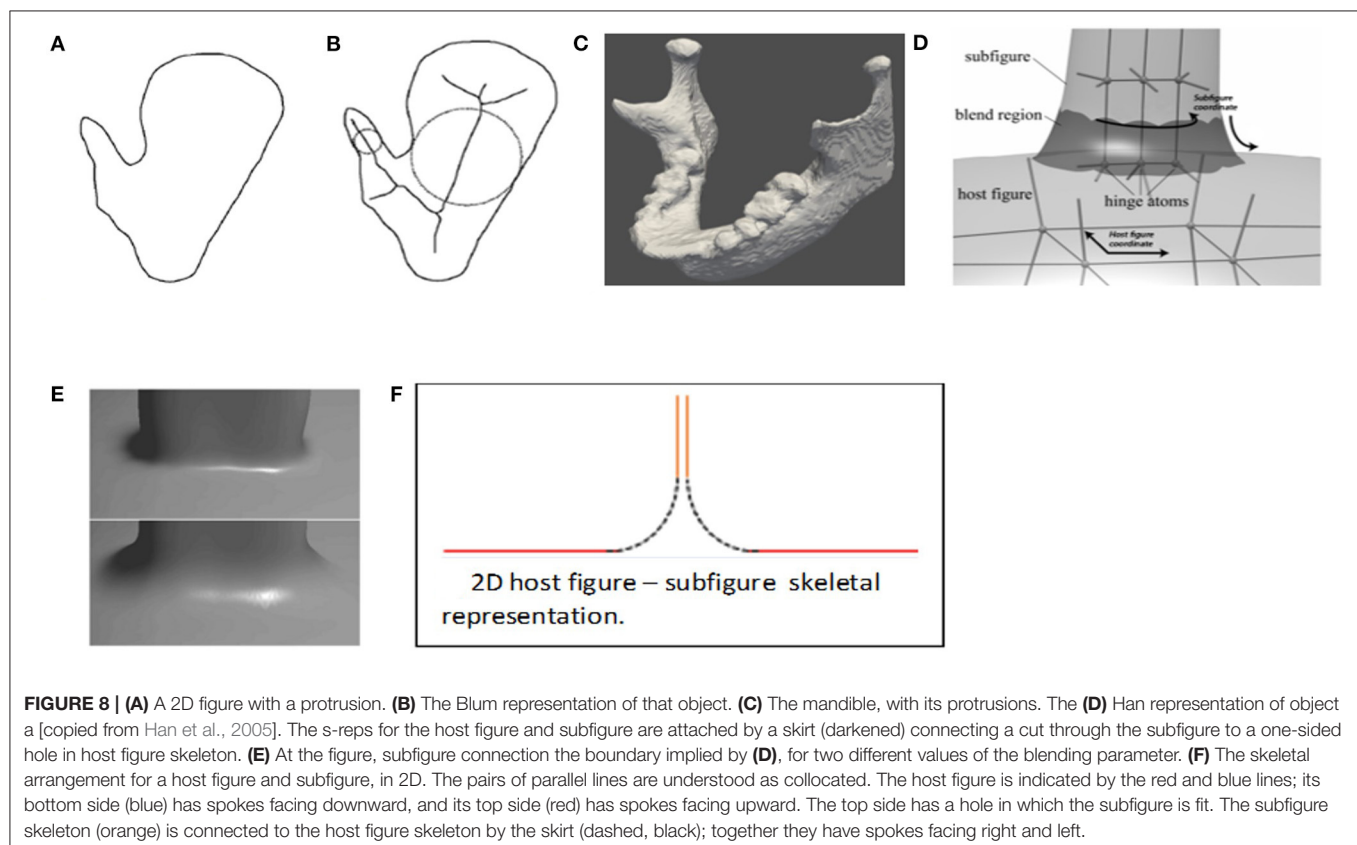 A
B
C
D
subfigure
blend region
host figure
hinge atoms
Subfigure
coordinate
Host figure
coordinate
E
F
2D host figure – subfigure skeletal
representation.
FIGURE 8 | (A) A 2D figure with a protrusion. (B) The Blum representation of that object. (C) The mandible, with its protrusions. The (D) Han representation of object
a [copied from Han et al., 2005]. The s-reps for the host figure and subfigure are attached by a skirt (darkened) connecting a cut through the subfigure to a one-sided
hole in host figure skeleton. (E) At the figure, subfigure connection the boundary implied by (D), for two different values of the blending parameter. (F) The skeletal
arrangement for a host figure and subfigure, in 2D. The pairs of parallel lines are understood as collocated. The host figure is indicated by the red and blue lines; its
bottom side (blue) has spokes facing downward, and its top side (red) has spokes facing upward. The top side has a hole in which the subfigure is fit. The subfigure
skeleton (orange) is connected to the host figure skeleton by the skirt (dashed, black); together they have spokes facing right and left.